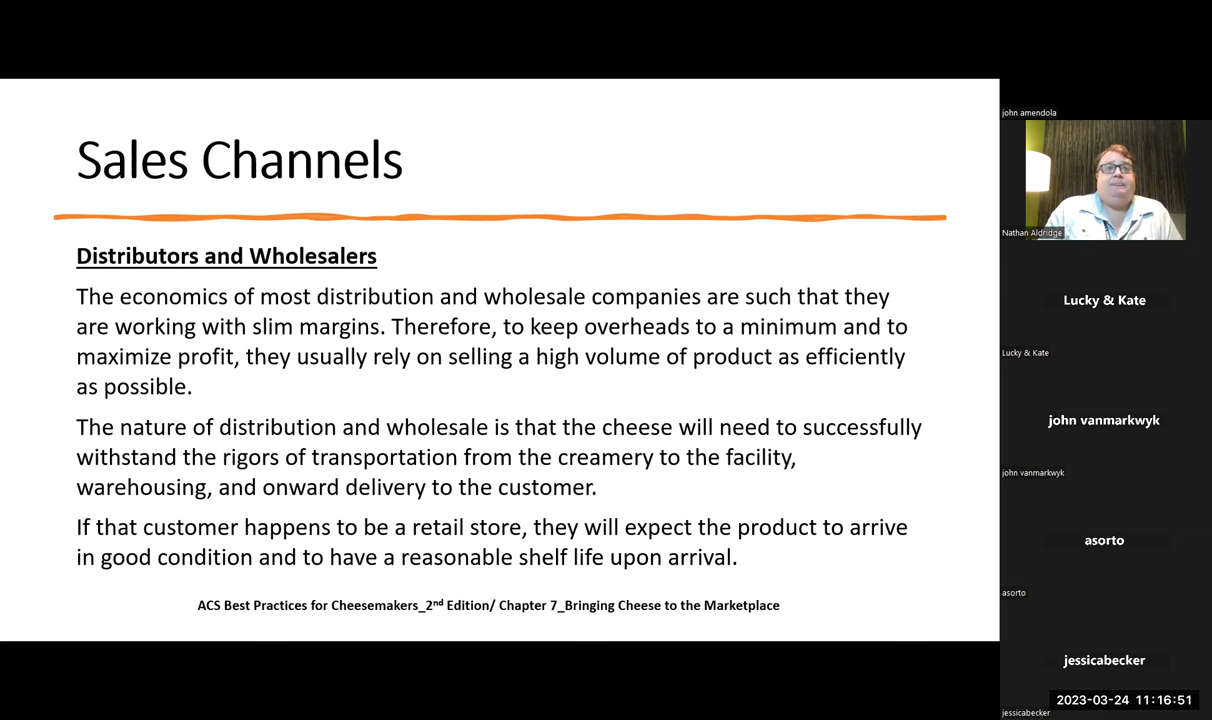 Sales Channels
Distributors and Wholesalers
The economics of most distribution and wholesale companies are such that they
are working with slim margins. Therefore, to keep overheads to a minimum and to
maximize profit, they usually rely on selling a high volume of product as efficiently
as possible.
The nature of distribution and wholesale is that the cheese will need to successfully
withstand the rigors of transportation from the creamery to the facility,
warehousing, and onward delivery to the customer.
If that customer happens to be a retail store, they will expect the product to arrive
in good condition and to have a reasonable shelf life upon arrival.
ACS Best Practices for Cheesemakers_2nd Edition/ Chapter 7_Bringing Cheese to the Marketplace
john amendola
Nathan Aldridge
Lucky & Kate
Lucky & Kate
john vanmarkwyk
john vanmarkwyk
asorto
asorto
jessicabecker
2023-03-24 11:16:51
jessicabecker